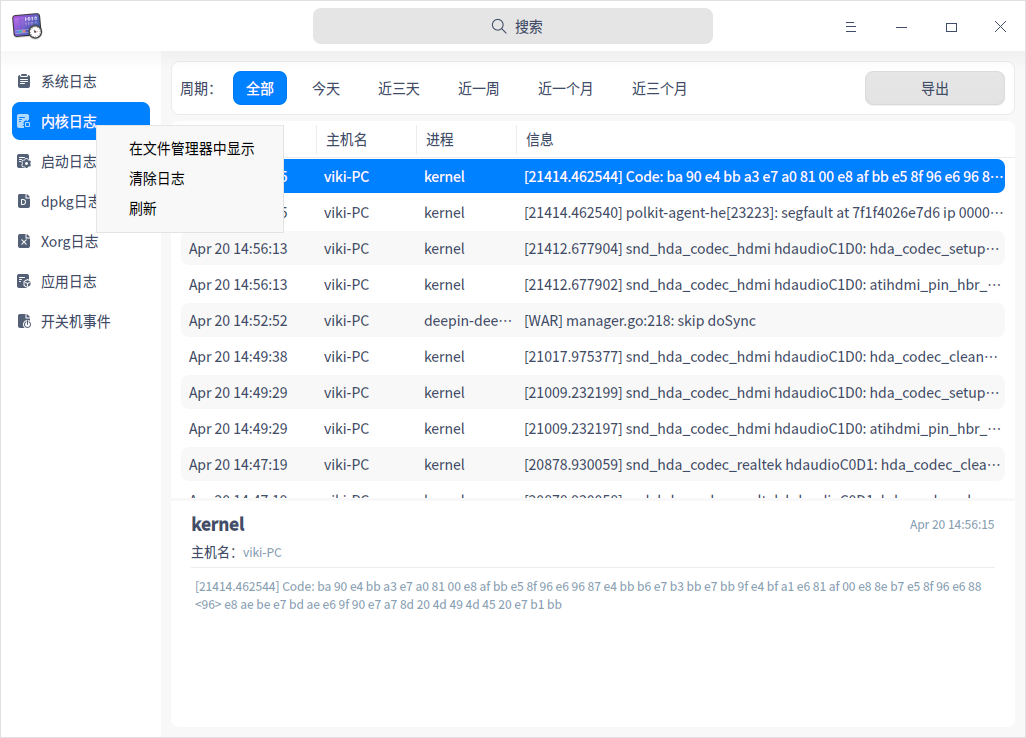 搜索
系统日志
内核日志
启动日志
dpkg日志
Xorg日志
应用日志
开关机事件
在文件管理器中显示
清除日志
刷新
周期： 全部 今天 近三天 近一周 近一个月 近三个月 导出
主机名 进程 信息
5 viki-PC kernel [21414.462544] Code: ba 90 e4 bb a3 e7 a0 81 00 e8 af bb e5 8f 96 e6 96 8···
5 viki-PC kernel [21414.462540] polkit-agent-he[23223]: segfault at 7f1f4026e7d6 ip 0000···
Apr 20 14:56:13 viki-PC kernel [21412.677904] snd_hda_codec_hdmi hdaudioC1D0: hda_codec_setup···
Apr 20 14:56:13 viki-PC kernel [21412.677902] snd_hda_codec_hdmi hdaudioC1D0: atihdmi_pin_hbr_···
Apr 20 14:52:52 viki-PC deepin-dee··· [WAR] manager.go:218: skip doSync
Apr 20 14:49:38 viki-PC kernel [21017.975377] snd_hda_codec_hdmi hdaudioC1D0: hda_codec_clean···
Apr 20 14:49:29 viki-PC kernel [21009.232199] snd_hda_codec_hdmi hdaudioC1D0: hda_codec_setup···
Apr 20 14:49:29 viki-PC kernel [21009.232197] snd_hda_codec_hdmi hdaudioC1D0: atihdmi_pin_hbr_···
Apr 20 14:47:19 viki-PC kernel [20878.930059] snd_hda_codec_realtek hdaudioC0D1: hda_codec_clea···
kernel Apr 20 14:56:15
主机名： viki-PC
[21414.462544] Code: ba 90 e4 bb a3 e7 a0 81 00 e8 af bb e5 8f 96 e6 96 87 e4 bb b6 e7 b3 bb e7 bb 9f e4 bf a1 e6 81 af 00 e8 8e b7 e5 8f 96 e6 88
<96> e8 ae be e7 bd ae e6 9f 90 e7 a7 8d 20 4d 49 4d 45 20 e7 b1 bb